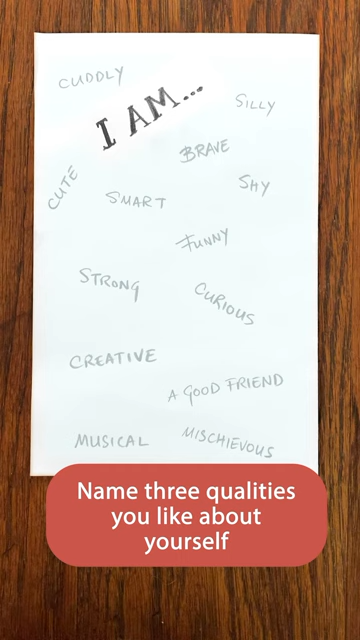 CUDDLY
I AM...
SILLY
BRAVE
CUTE
SMART
SHY
FUNNY
STRONG
CURIOUS
CREATIVE
A GOOD FRIEND
MUSICAL
MISCHIEVOUS
Name three qualities
you like about
yourself